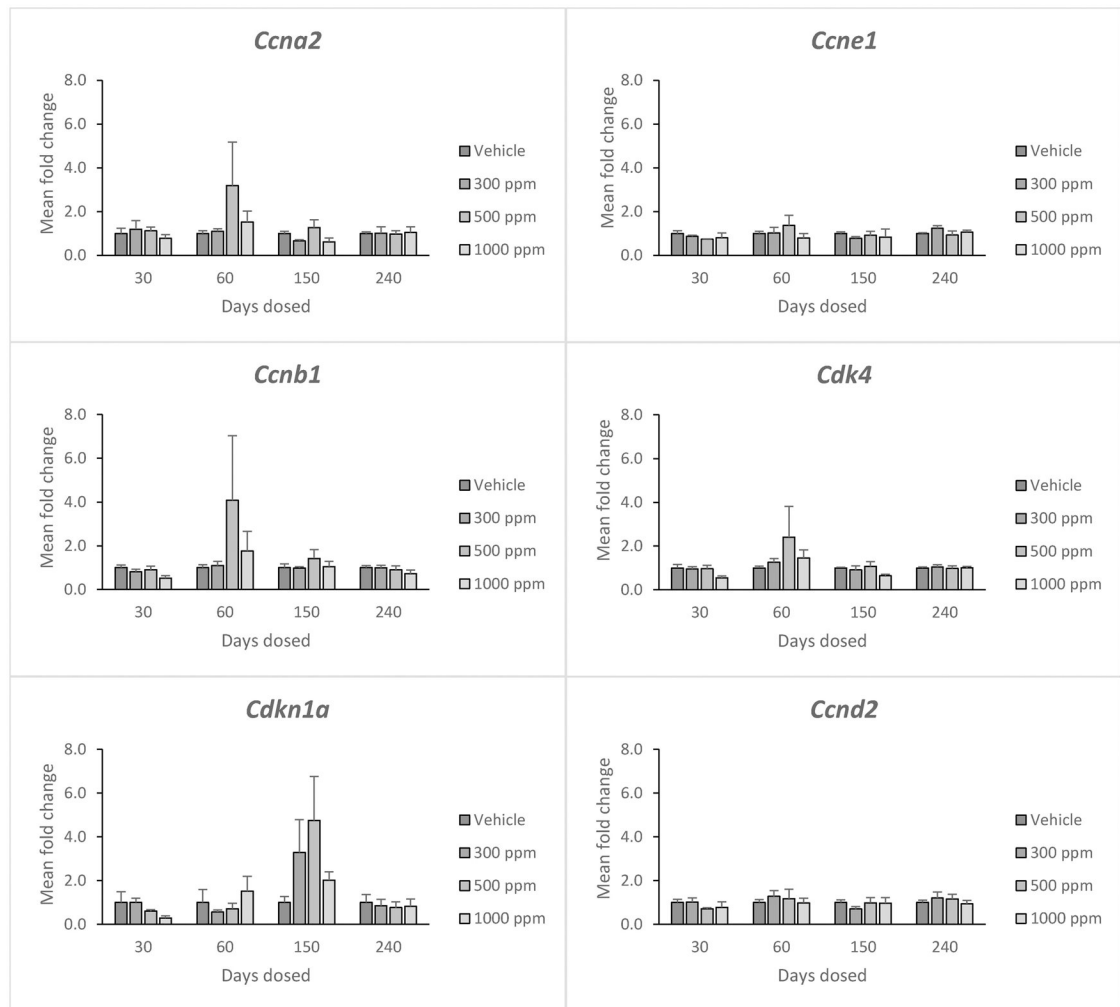 Ccna2
Mean fold change
8.0
6.0
4.0
2.0
0.0
30 60 150 240
Days dosed
Vehicle
300 ppm
500 ppm
1000 ppm
Ccne1
Mean fold change
8.0
6.0
4.0
2.0
0.0
30 60 150 240
Days dosed
Vehicle
300 ppm
500 ppm
1000 ppm
Ccnb1
Mean fold change
8.0
6.0
4.0
2.0
0.0
30 60 150 240
Days dosed
Vehicle
300 ppm
500 ppm
1000 ppm
Cdk4
Mean fold change
8.0
6.0
4.0
2.0
0.0
30 60 150 240
Days dosed
Vehicle
300 ppm
500 ppm
1000 ppm
Cdkn1a
Mean fold change
8.0
6.0
4.0
2.0
0.0
30 60 150 240
Days dosed
Vehicle
300 ppm
500 ppm
1000 ppm
Ccnd2
Mean fold change
8.0
6.0
4.0
2.0
0.0
30 60 150 240
Days dosed
Vehicle
300 ppm
500 ppm
1000 ppm